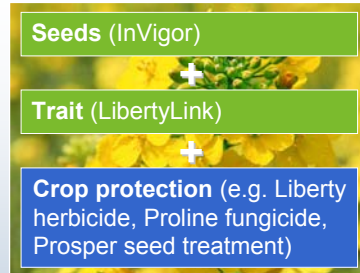 Seeds (InVigor)
+
Trait (LibertyLink)
+
Crop protection (e.g. Liberty
herbicide, Proline fungicide,
Prosper seed treatment)